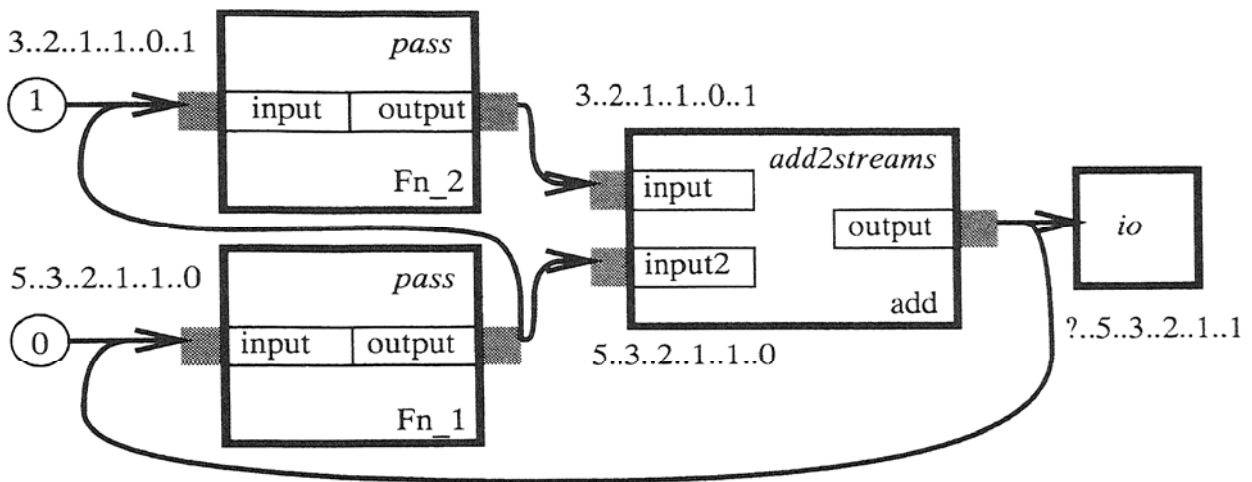 3..2..1..1..0..1
1
pass
input output
Fn_2
5..3..2..1..1..0
0
pass
input output
Fn_1
3..2..1..1..0..1
add2streams
input
output
input2
add
5..3..2..1..1..0
io
?..5..3..2..1..1